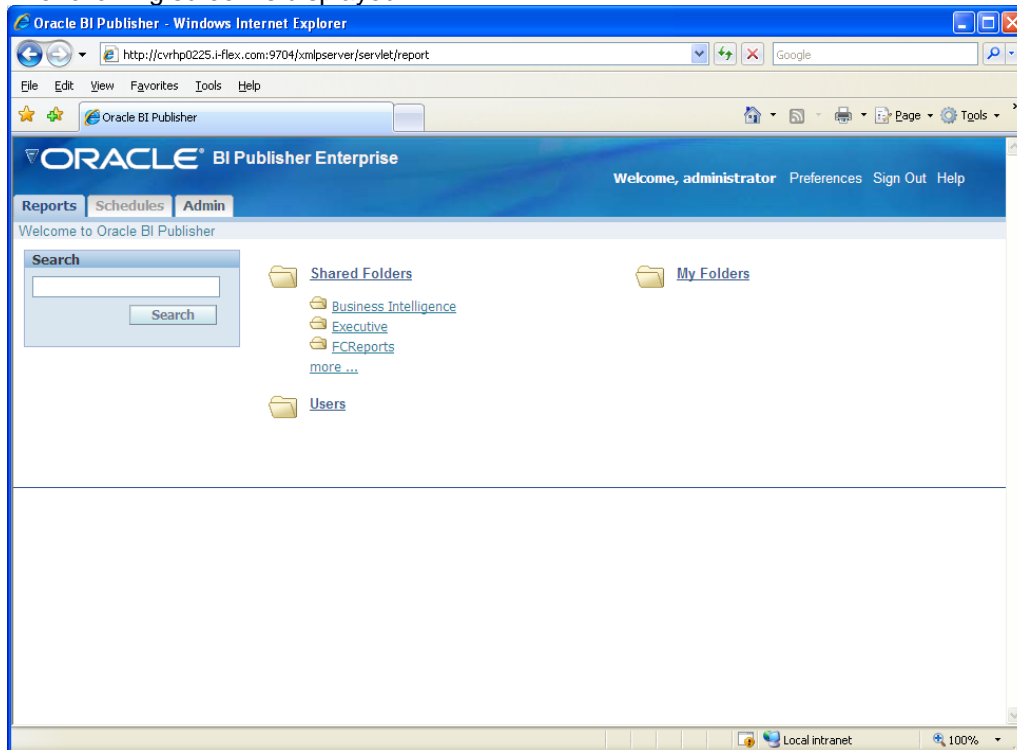 Oracle BI Publisher - Windows Internet Explorer
http://cvrhp0225.i-flex.com:9704/xmlpserver/servlet/report
Google
File Edit View Favorites Tools Help
Oracle BI Publisher
Page Tools
ORACLE BI Publisher Enterprise
Welcome, administrator Preferences Sign Out Help
Reports Schedules Admin
Welcome to Oracle BI Publisher
Search
Search
Shared Folders
Business Intelligence
Executive
FCReports
more ...
Users
My Folders
Local intranet 100%